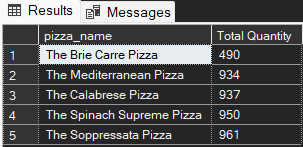 Results Messages
pizza_name Total Quantity
1 The Brie Carre Pizza 490
2 The Mediterranean Pizza 934
3 The Calabrese Pizza 937
4 The Spinach Supreme Pizza 950
5 The Soppressata Pizza 961